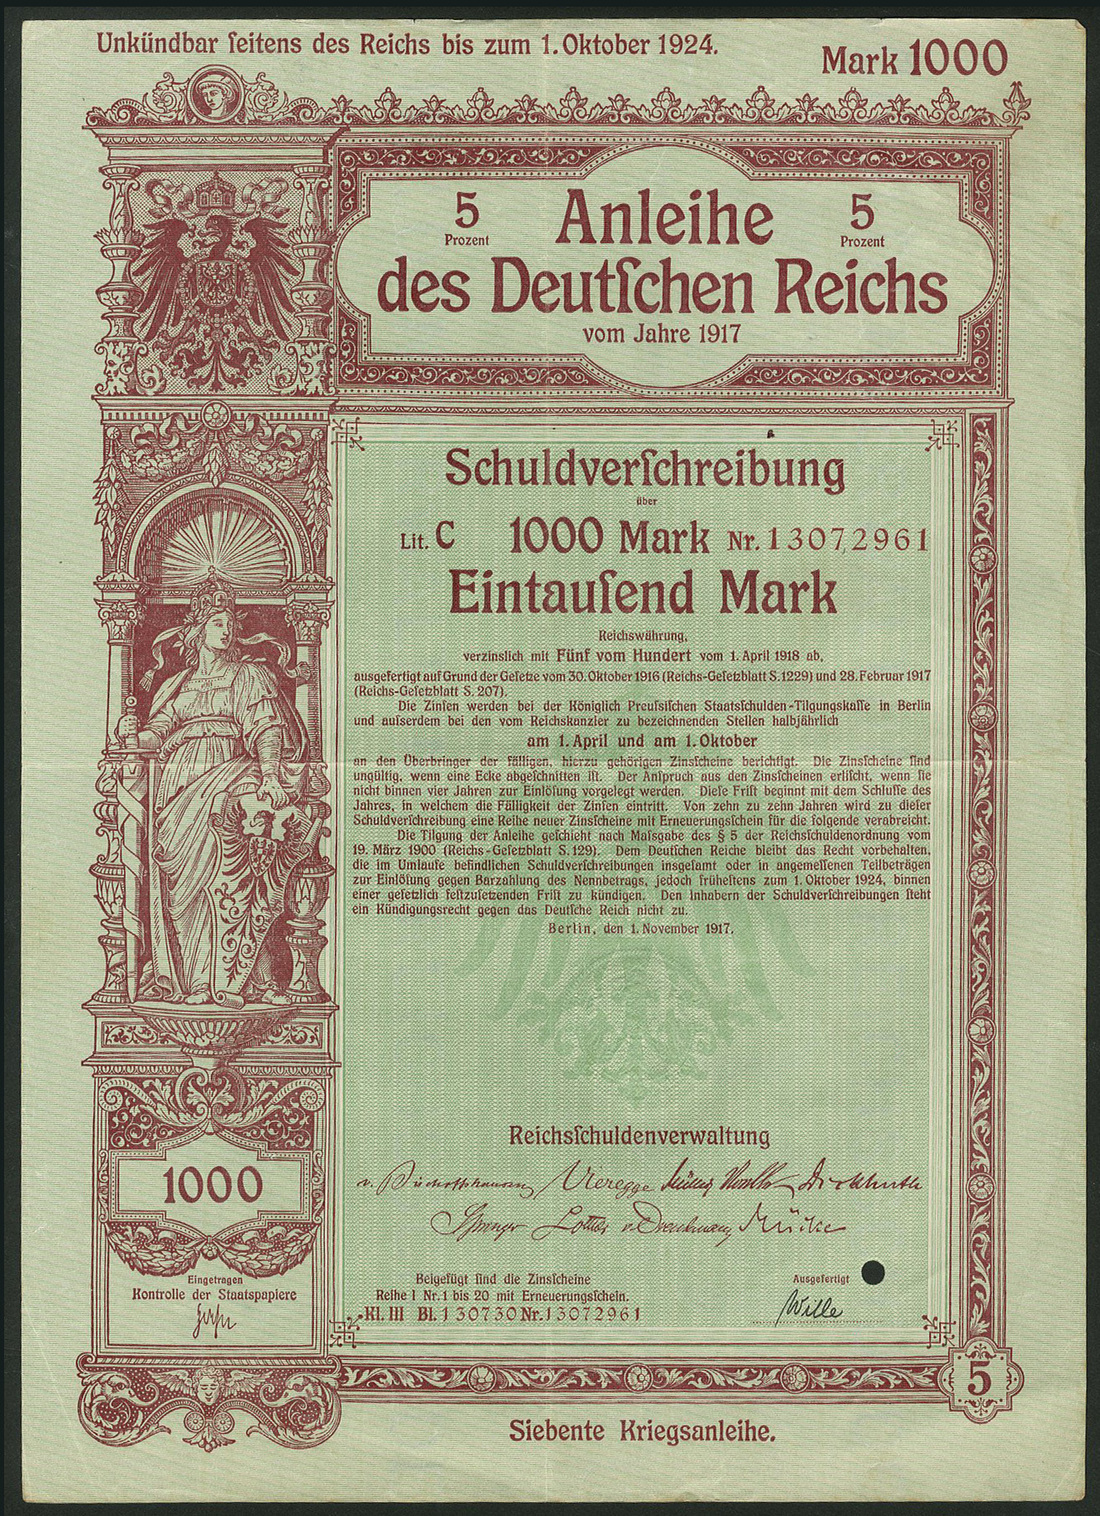 Unkündbar ſeitens des Reichs bis zum 1. Oktober 1924.
Mark 1000
5 Prozent
Anleihe
5 Prozent
des Deutſchen Reichs
vom Jahre 1917
Schuldverſchreibung
über
Lit. C 1000 Mark Nr. 13072961
Eintauſend Mark
Reichswährung,
verzinslich mit Fünf vom Hundert vom 1. April 1918 ab,
ausgefertigt auf Grund der Geſetze vom 30. Oktober 1916 (Reichs-Geſetzblatt S. 1229) und 28. Februar 1917
(Reichs-Geſetzblatt S. 207).
Die Zinſen werden bei der Königlich Preuſsiſchen Staatsſchulden-Tilgungskaſſe in Berlin
und auſserdem bei den vom Reichskanzler zu bezeichnenden Stellen halbjährlich
am 1. April und am 1. Oktober
an den Überbringer der fälligen, hierzu gehörigen Zinsſcheine berichtigt. Die Zinsſcheine ſind
ungültig, wenn eine Ecke abgeſchnitten iſt. Der Anſpruch aus den Zinsſcheinen erliſcht, wenn ſie
nicht binnen vier Jahren zur Einlöſung vorgelegt werden. Dieſe Friſt beginnt mit dem Schluſſe des
Jahres, in welchem die Fälligkeit der Zinſen eintritt. Von zehn zu zehn Jahren wird zu dieſer
Schuldverſchreibung eine Reihe neuer Zinsſcheine mit Erneuerungsſchein für die folgende verabreicht.
Die Tilgung der Anleihe geſchieht nach Maſsgabe des § 5 der Reichsſchuldenordnung vom
19. März 1900 (Reichs-Geſetzblatt S. 129). Dem Deutſchen Reiche bleibt das Recht vorbehalten,
die im Umlaufe befindlichen Schuldverſchreibungen insgeſamt oder in angemeſſenen Teilbeträgen
zur Einlöſung gegen Barzahlung des Nennbetrags, jedoch früheſtens zum 1. Oktober 1924, binnen
einer geſetzlich feſtzuſetzenden Friſt zu kündigen. Den Inhabern der Schuldverſchreibungen ſteht
ein Kündigungsrecht gegen das Deutſche Reich nicht zu.
Berlin, den 1. November 1917.
Reichsſchuldenverwaltung
v. Bischoffshausen Vieregge Müller Dickhuth
Springer v. Drenkmann Mücke
1000
Eingetragen
Kontrolle der Staatspapiere
Beigefügt ſind die Zinsſcheine
Reihe I Nr. 1 bis 20 mit Erneuerungsſchein.
Kl. III Bl. 130730 Nr. 13072961
Ausgefertigt
Wille
5
Siebente Kriegsanleihe.